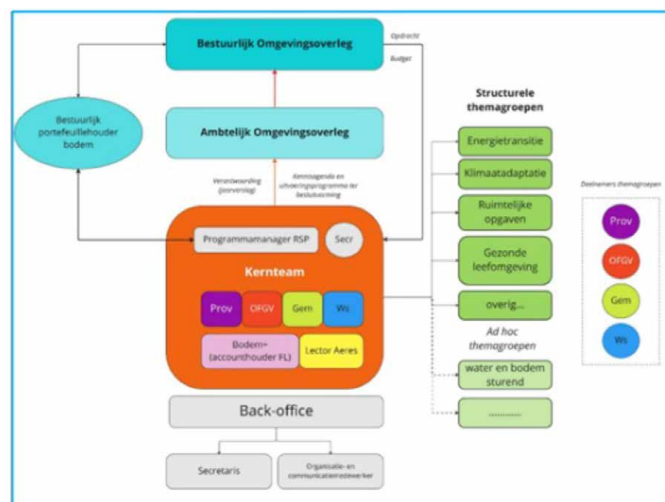 Bestuurlijk Omgevingsoverleg
Opdracht
Budget
Bestuurlijk
portefeuillehouder
bodem
Ambtelijk Omgevingsoverleg
Verantwoording
(jaarverslag)
Kennisagenda en
uitvoeringsprogramma ter
besluitvorming
Programmamanager RSP
Secr
Kernteam
Prov
OFGV
Gem
Ws
Bodem+
(accounthouder FL)
Lector Aeres
Back-office
Secretaris
Organisatie- en
communicatiemedewerker
Structurele
themagroepen
Energietransitie
Klimaatadaptatie
Ruimtelijke
opgaven
Gezonde
leefomgeving
overig...
Ad hoc
themagroepen
water en bodem
sturend
............
Deelnemers themagroepen
Prov
OFGV
Gem
Ws